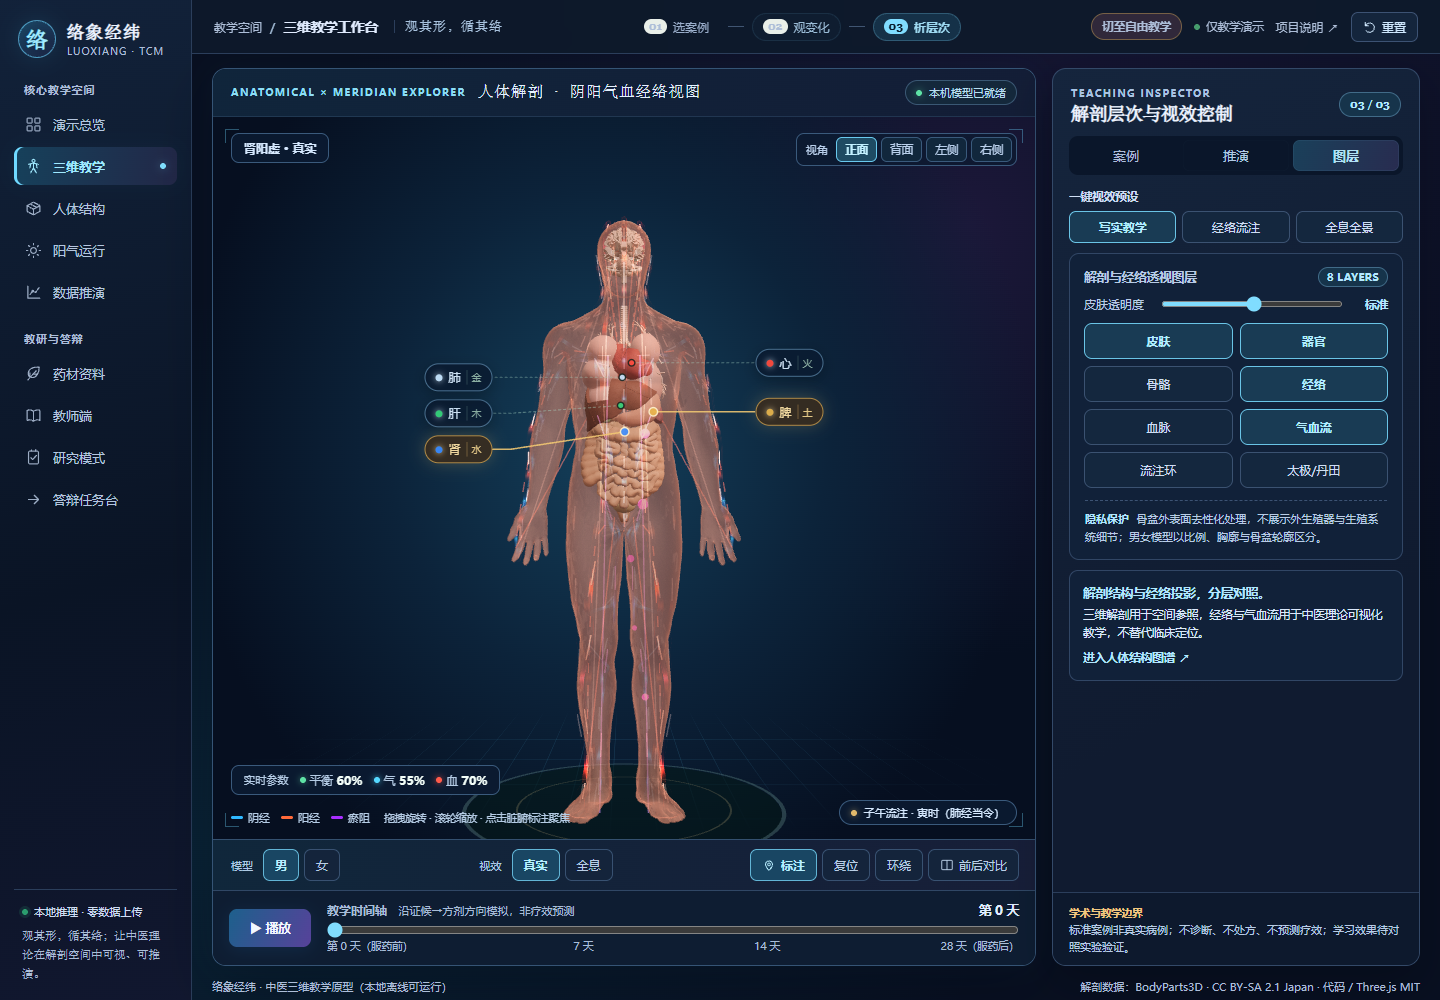 络
络象经纬
LUOXIANG · TCM
核心教学空间
演示总览
三维教学
人体结构
阳气运行
数据推演
教研与答辩
药材资料
教师端
研究模式
答辩任务台
本地推理 · 零数据上传
观其形，循其络；让中医理
论在解剖空间中可视、可推
演。
教学空间 / 三维教学工作台 观其形，循其络
01 选案例
02 观变化
03 析层次
切至自由教学
仅教学演示
项目说明 ↗
重置
ANATOMICAL × MERIDIAN EXPLORER 人体解剖 · 阴阳气血经络视图
本机模型已就绪
肾阳虚 • 真实
视角 正面 背面 左侧 右侧
肺 金
肝 木
肾 水
心 火
脾 土
实时参数 平衡 60% 气 55% 血 70%
阴经 阳经 瘀阻 拖拽旋转 · 滚轮缩放 · 点击脏腑标注聚焦
子午流注 · 寅时（肺经当令）
模型 男 女
视效 真实 全息
标注 复位 环绕 前后对比
▶ 播放
教学时间轴 沿证候→方剂方向模拟，非疗效预测
第 0 天
第 0 天（服药前） 7 天 14 天 28 天（服药后）
TEACHING INSPECTOR
解剖层次与视效控制
03 / 03
案例 推演 图层
一键视效预设
写实教学 经络流注 全息全景
解剖与经络透视图层
8 LAYERS
皮肤透明度 标准
皮肤 器官
骨骼 经络
血脉 气血流
流注环 太极/丹田
隐私保护 骨盆外表面去性化处理，不展示外生殖器与生殖系
统细节；男女模型以比例、胸廓与骨盆轮廓区分。
解剖结构与经络投影，分层对照。
三维解剖用于空间参照，经络与气血流用于中医理论可视化
教学，不替代临床定位。
进入人体结构图谱 ↗
学术与教学边界
标准案例非真实病例；不诊断、不处方、不预测疗效；学习效果待对
照实验验证。
络象经纬 · 中医三维教学原型（本地离线可运行）
解剖数据：BodyParts3D · CC BY-SA 2.1 Japan · 代码 / Three.js MIT